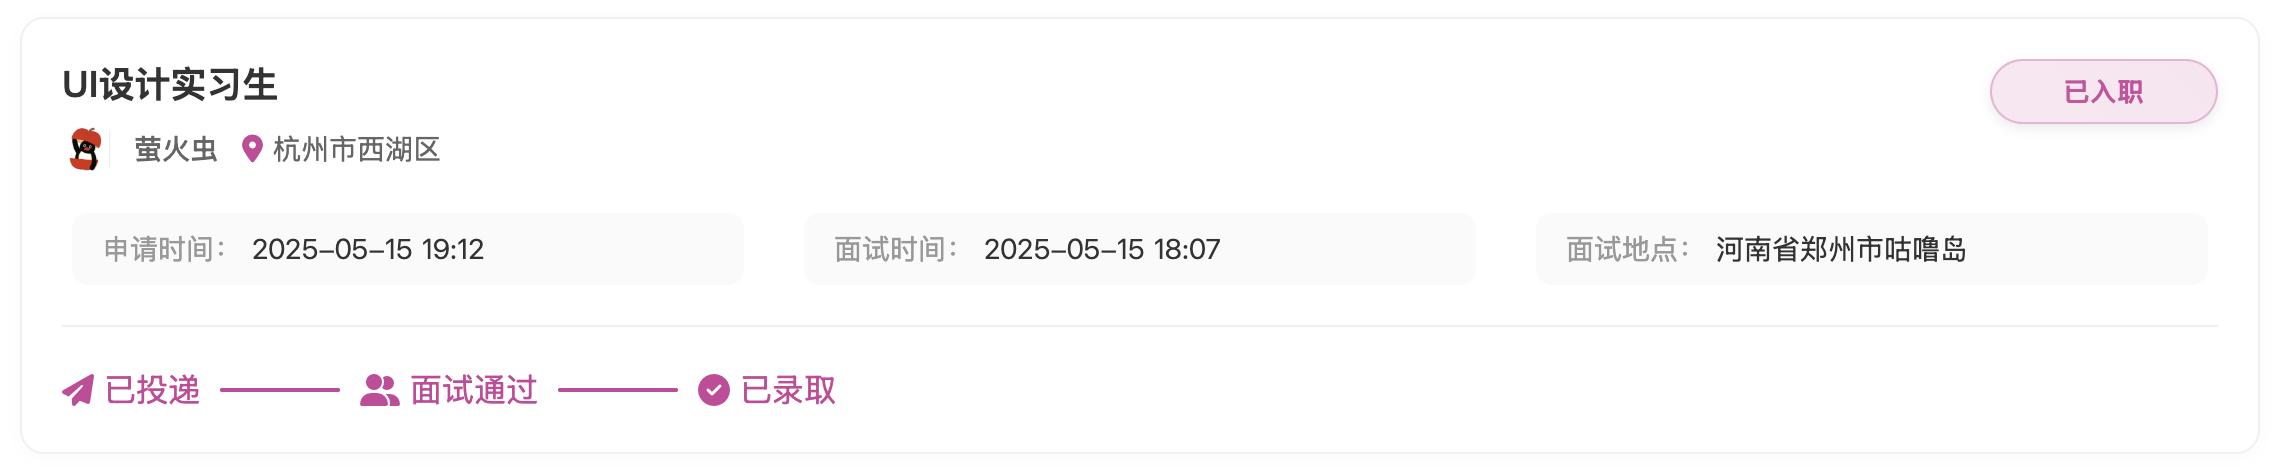 UI设计实习生
已入职
萤火虫 杭州市西湖区
申请时间： 2025-05-15 19:12
面试时间： 2025-05-15 18:07
面试地点： 河南省郑州市咕噜岛
已投递
面试通过
已录取